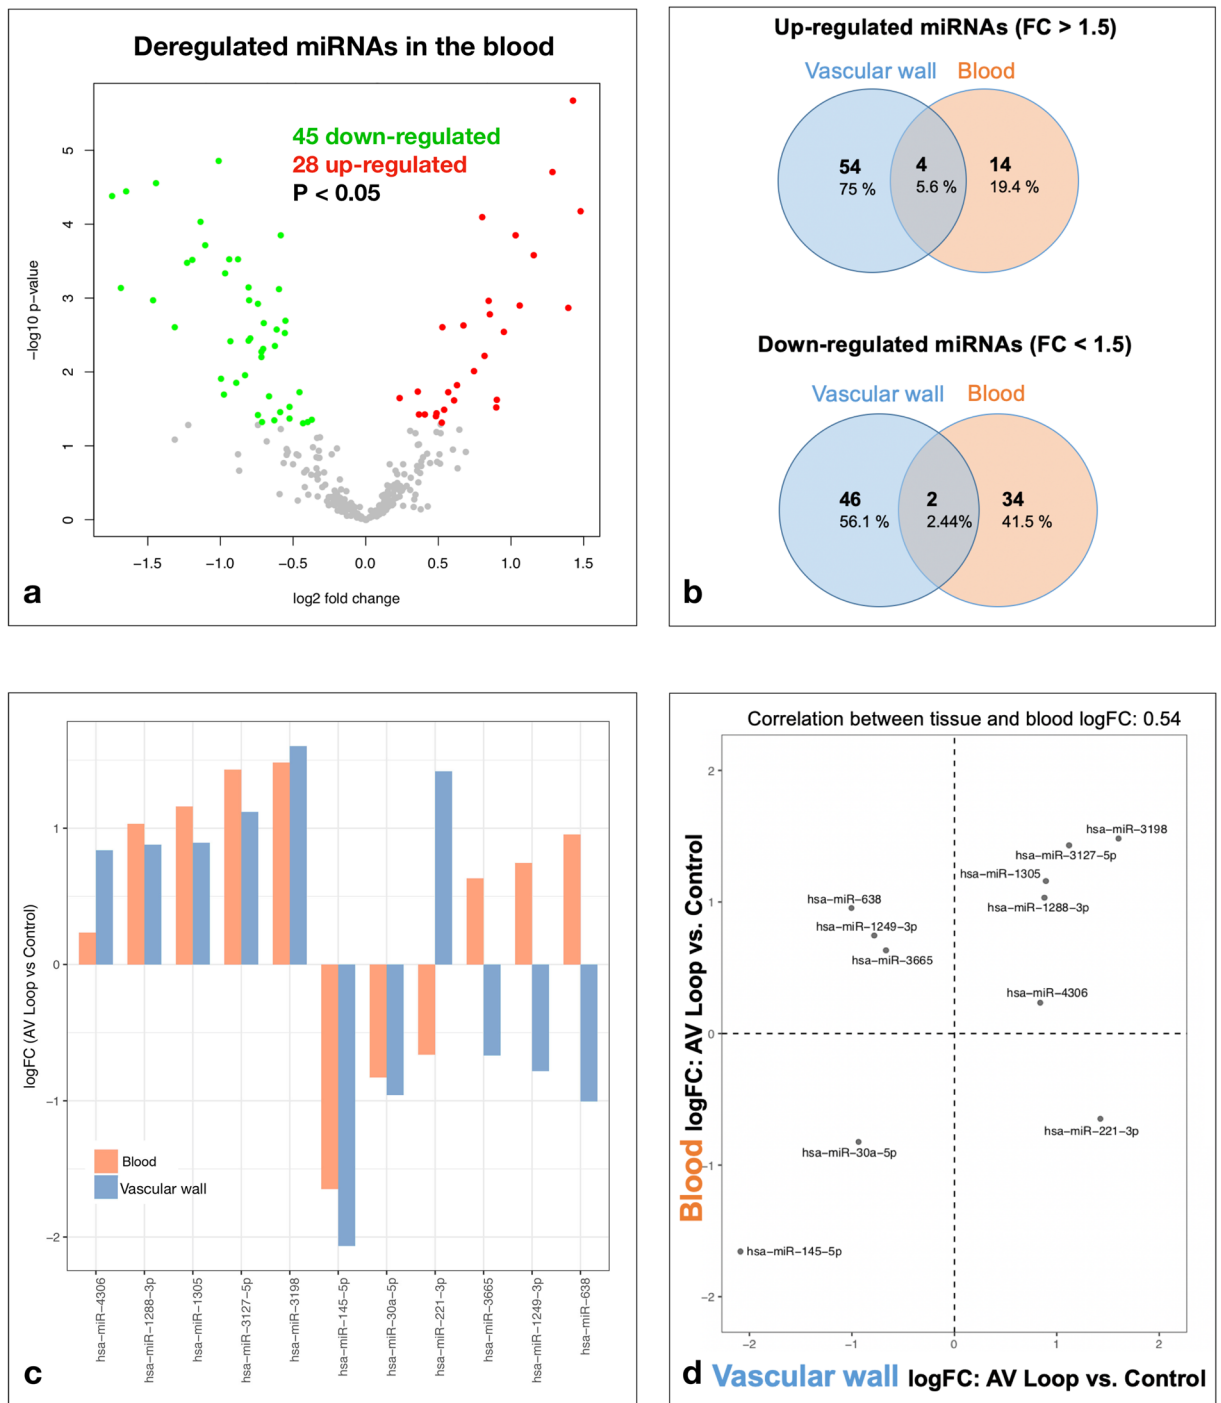 Deregulated miRNAs in the blood
45 down-regulated
28 up-regulated
P < 0.05
−log10 p−value
5
4
3
2
1
0
−1.5 −1.0 −0.5 0.0 0.5 1.0 1.5
log2 fold change
a
Up-regulated miRNAs (FC > 1.5)
Vascular wall Blood
54 4 14
75 % 5.6 % 19.4 %
Down-regulated miRNAs (FC < 1.5)
Vascular wall Blood
46 2 34
56.1 % 2.44% 41.5 %
b
logFC (AV Loop vs Control)
1
0
−1
−2
Blood
Vascular wall
hsa−miR−4306
hsa−miR−1288−3p
hsa−miR−1305
hsa−miR−3127−5p
hsa−miR−3198
hsa−miR−145−5p
hsa−miR−30a−5p
hsa−miR−221−3p
hsa−miR−3665
hsa−miR−1249−3p
hsa−miR−638
c
Correlation between tissue and blood logFC: 0.54
Blood logFC: AV Loop vs. Control
2
1
0
−1
−2
hsa−miR−3198
hsa−miR−3127−5p
hsa−miR−1305
hsa−miR−638
hsa−miR−1288−3p
hsa−miR−1249−3p
hsa−miR−3665
hsa−miR−4306
hsa−miR−221−3p
hsa−miR−30a−5p
hsa−miR−145−5p
−2 −1 0 1 2
d
Vascular wall logFC: AV Loop vs. Control